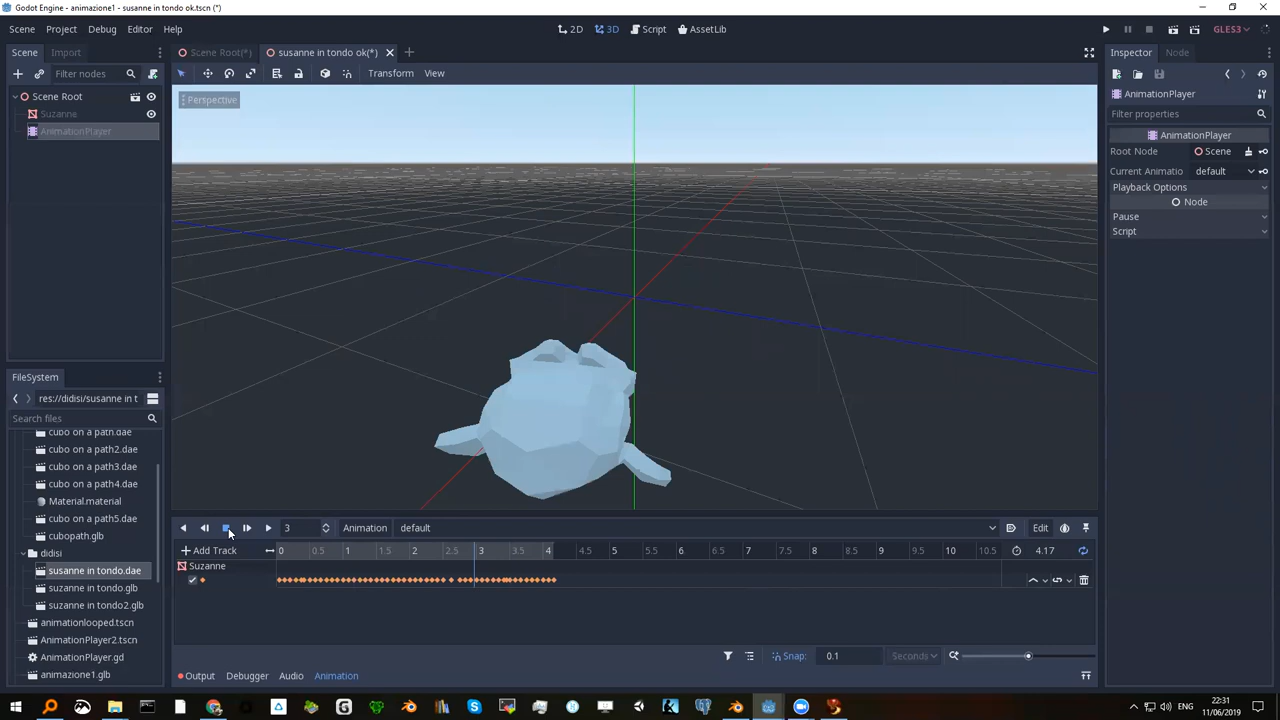 Godot Engine - animazione1 - susanne in tondo ok.tscn (*)
Scene Project Debug Editor Help
2D 3D Script AssetLib
GLES3
Scene Import
Scene Root(*) susanne in tondo ok(*)
Inspector Node
Filter nodes
Transform View
Scene Root
Suzanne
AnimationPlayer
Perspective
AnimationPlayer
Filter properties
AnimationPlayer
Root Node Scene
Current Animatio default
Playback Options
Node
Pause
Script
FileSystem
res://didisi/susanne in t
Search files
cubo on a path.dae
cubo on a path2.dae
cubo on a path3.dae
cubo on a path4.dae
Material.material
cubo on a path5.dae
cubopath.glb
didisi
susanne in tondo.dae
suzanne in tondo.glb
suzanne in tondo2.glb
animationlooped.tscn
AnimationPlayer2.tscn
AnimationPlayer.gd
animazione1.glb
3 Animation default Edit
Add Track 0 0.5 1 1.5 2 2.5 3 3.5 4 4.5 5 5.5 6 6.5 7 7.5 8 8.5 9 9.5 10 10.5 4.17
Suzanne
Snap: 0.1 Seconds
Output Debugger Audio Animation
ENG 22:31
11/06/2019